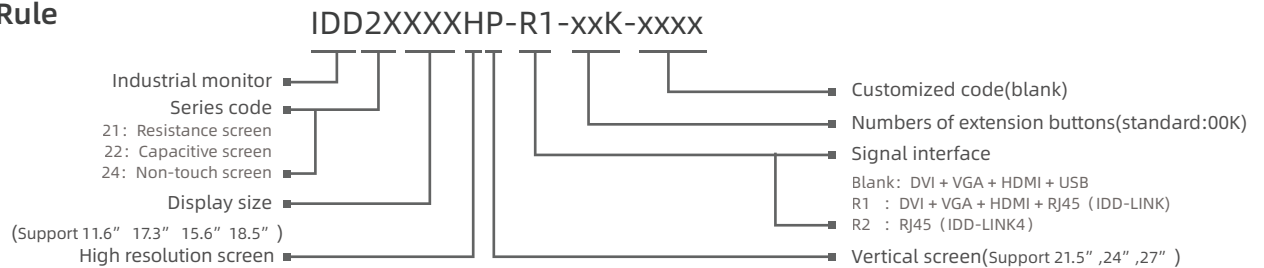 Rule
IDD2XXXXHP-R1-xxK-xxxx
Industrial monitor
Series code
21: Resistance screen
22: Capacitive screen
24: Non-touch screen
Display size
(Support 11.6” 17.3” 15.6” 18.5” )
High resolution screen
Customized code(blank)
Numbers of extension buttons(standard:00K)
Signal interface
Blank: DVI + VGA + HDMI + USB
R1 : DVI + VGA + HDMI + RJ45 (IDD-LINK)
R2 : RJ45 (IDD-LINK4)
Vertical screen(Support 21.5” ,24” ,27” )